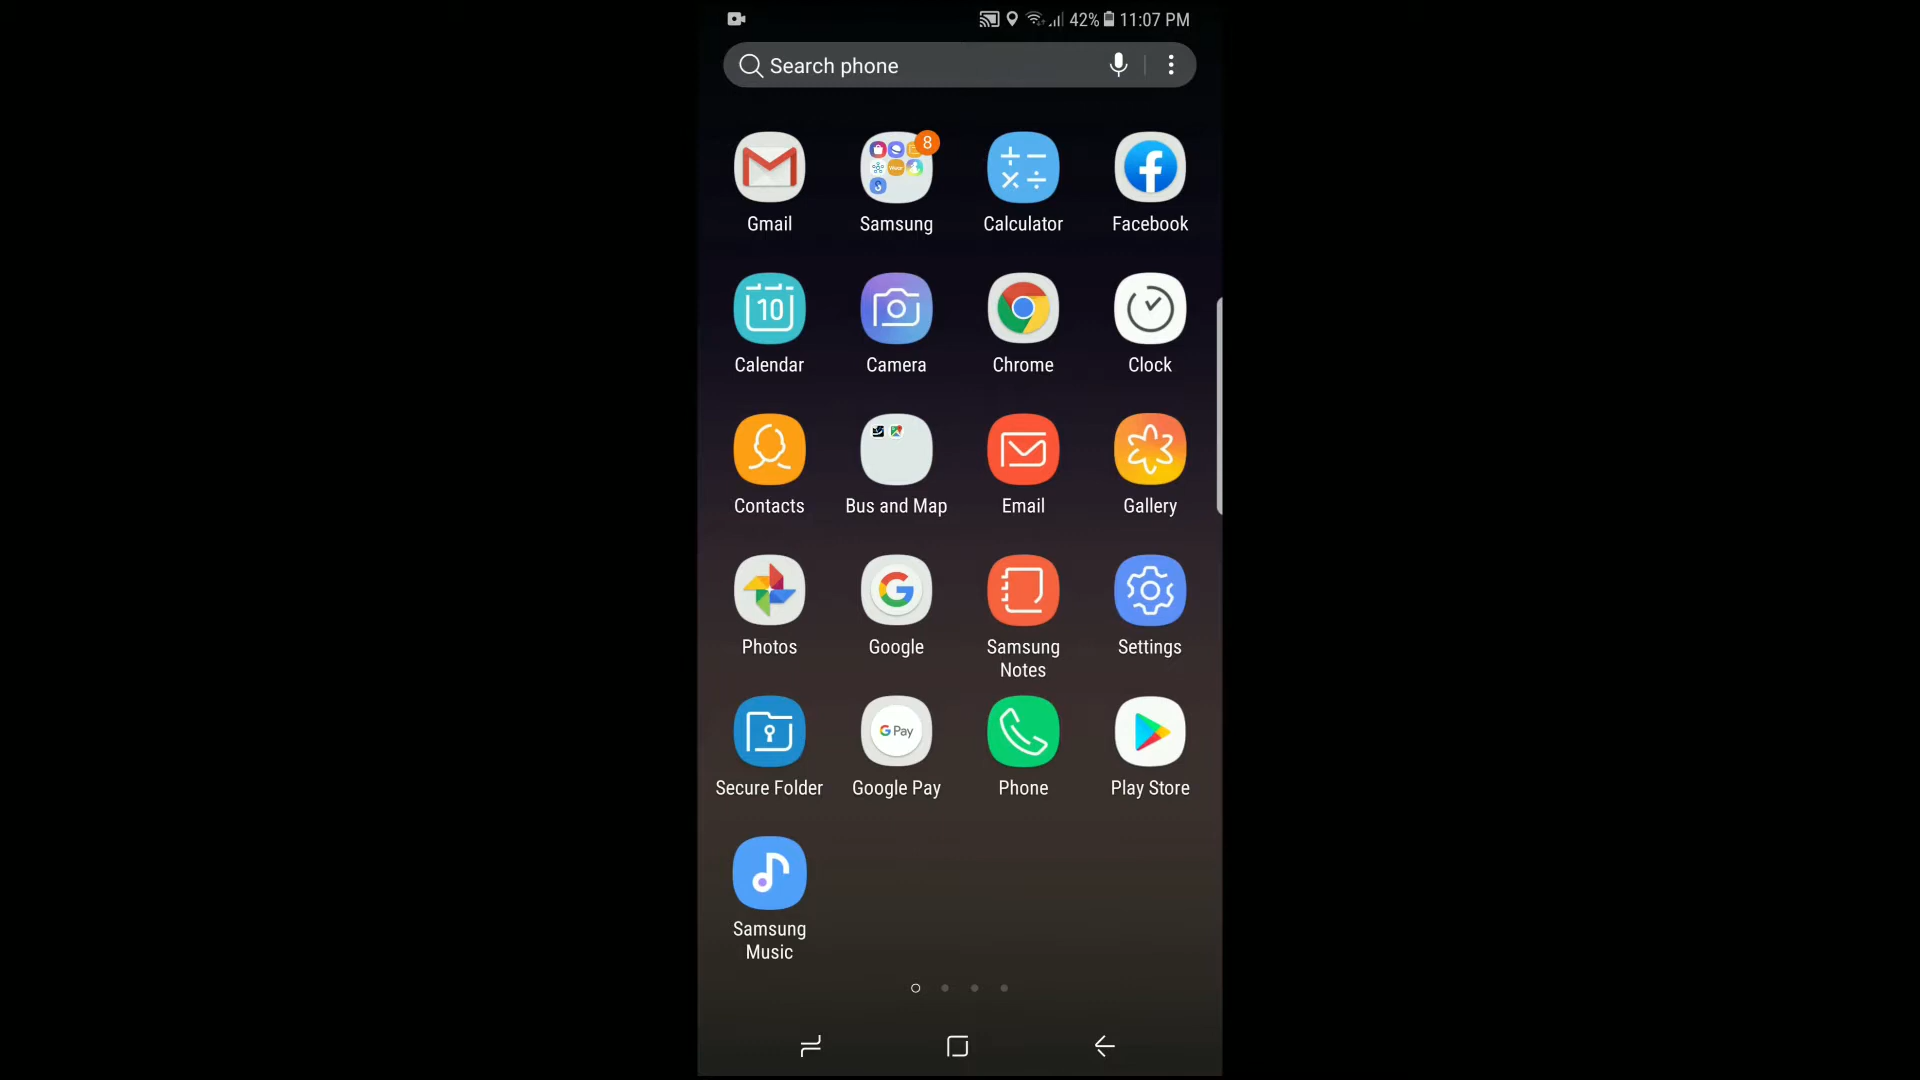 42% 11:07 PM
Search phone
8
Gmail Samsung Calculator Facebook
10
Calendar Camera Chrome Clock
Contacts Bus and Map Email Gallery
Photos Google Samsung Notes Settings
G Pay
Secure Folder Google Pay Phone Play Store
Samsung
Music